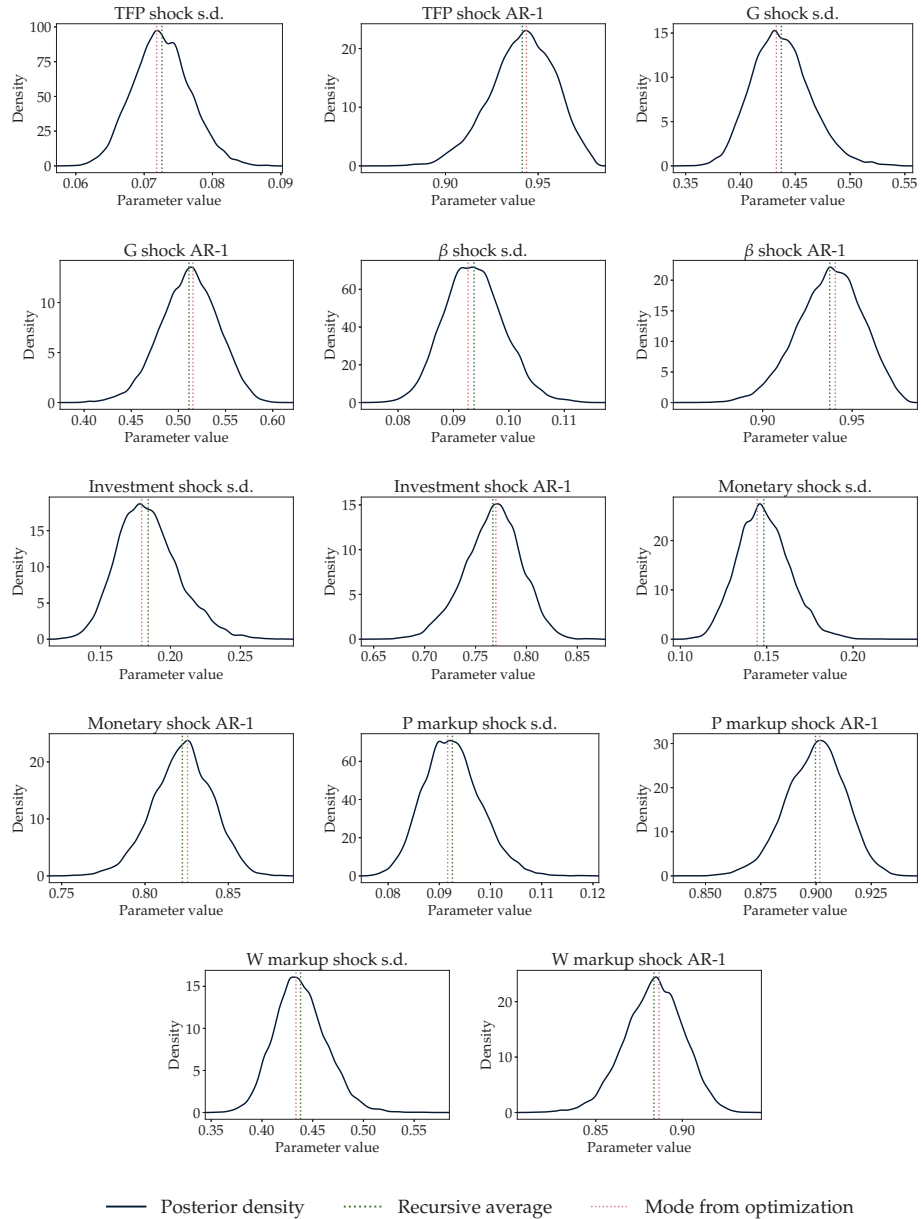 TFP shock s.d.
TFP shock AR-1
G shock s.d.
Density
100
75
50
25
0
0.06 0.07 0.08 0.09
Parameter value
Density
20
10
0
0.90 0.95
Parameter value
Density
15
10
5
0
0.35 0.40 0.45 0.50 0.55
Parameter value
G shock AR-1
β shock s.d.
β shock AR-1
Density
10
5
0
0.40 0.45 0.50 0.55 0.60
Parameter value
Density
60
40
20
0
0.08 0.09 0.10 0.11
Parameter value
Density
20
15
10
5
0
0.90 0.95
Parameter value
Investment shock s.d.
Investment shock AR-1
Monetary shock s.d.
Density
15
10
5
0
0.15 0.20 0.25
Parameter value
Density
15
10
5
0
0.65 0.70 0.75 0.80 0.85
Parameter value
Density
20
10
0
0.10 0.15 0.20
Parameter value
Monetary shock AR-1
P markup shock s.d.
P markup shock AR-1
Density
20
10
0
0.75 0.80 0.85
Parameter value
Density
60
40
20
0
0.08 0.09 0.10 0.11 0.12
Parameter value
Density
30
20
10
0
0.850 0.875 0.900 0.925
Parameter value
W markup shock s.d.
W markup shock AR-1
Density
15
10
5
0
0.35 0.40 0.45 0.50 0.55
Parameter value
Density
20
10
0
0.85 0.90
Parameter value
Posterior density
Recursive average
Mode from optimization